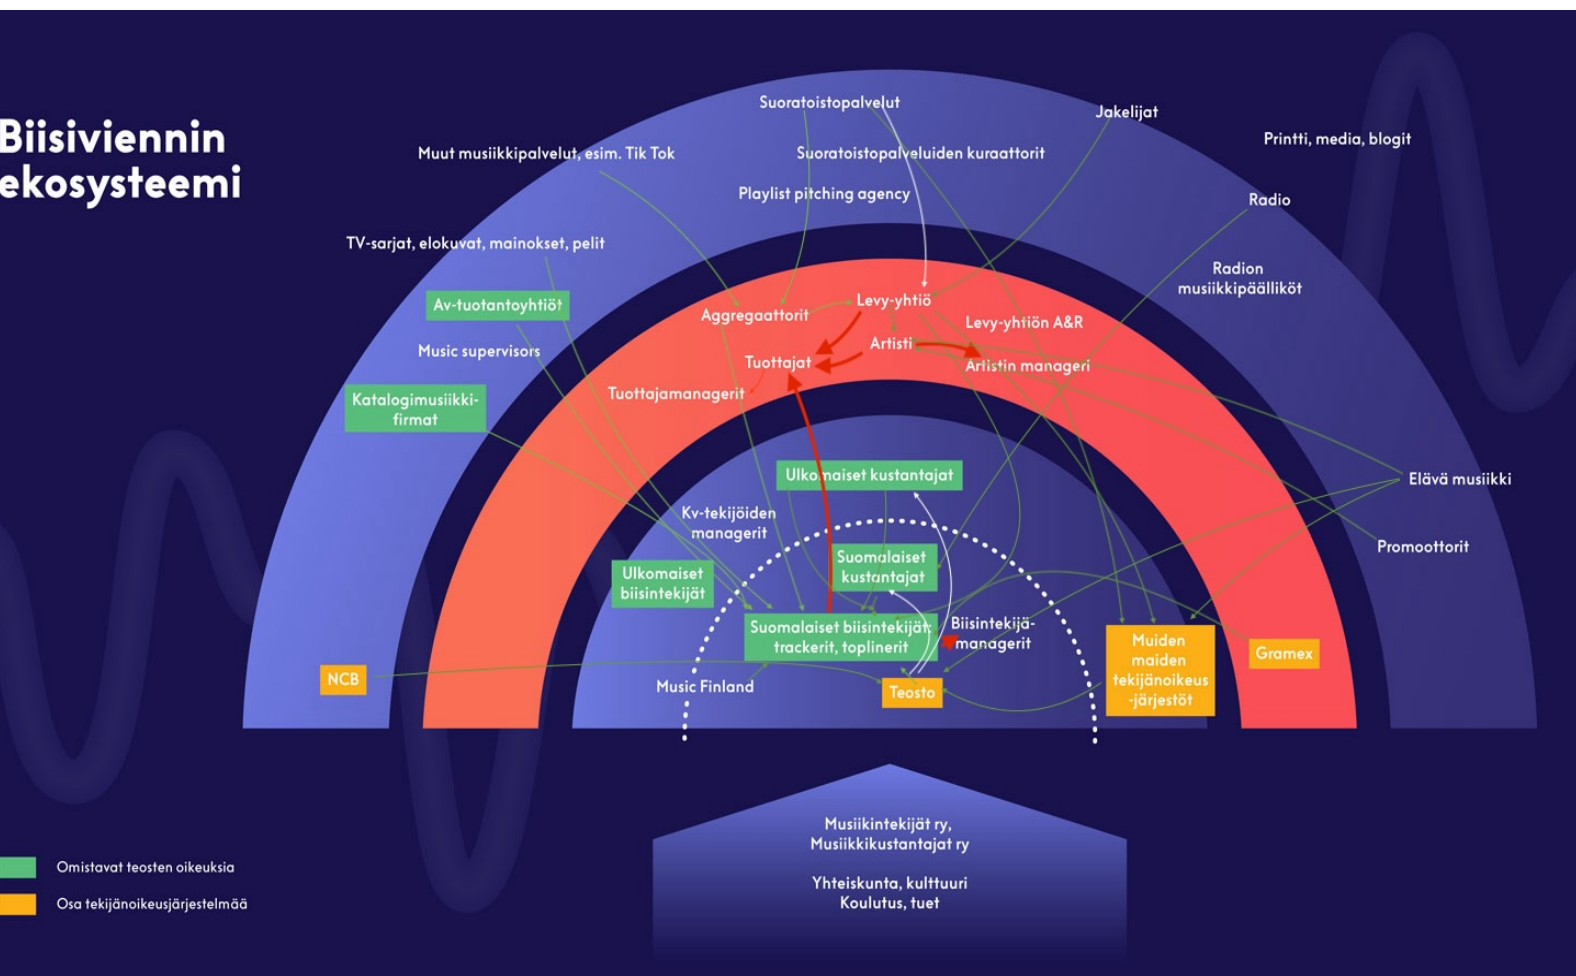 Biisiviennin
ekosysteemi
Suoratoistopalvelut
Jakelijat
Printti, media, blogit
Muut musiikkipalvelut, esim. Tik Tok
Suoratoistopalveluiden kuraattorit
Playlist pitching agency
Radio
TV-sarjat, elokuvat, mainokset, pelit
Radion
musiikkipäälliköt
Av-tuotantoyhtiöt
Levy-yhtiö
Aggregaattorit
Levy-yhtiön A&R
Music supervisors
Artisti
Tuottajat
Artistin manageri
Tuottajamanagerit
Katalogimusiikki-
firmat
Ulkomaiset kustantajat
Elävä musiikki
Kv-tekijöiden
managerit
Promoottorit
Suomalaiset
kustantajat
Ulkomaiset
biisintekijät
Suomalaiset biisintekijät;
trackerit, toplinerit
Biisintekijä-
managerit
Muiden
maiden
tekijänoikeus
-järjestöt
Gramex
NCB
Music Finland
Teosto
Musiikintekijät ry,
Musiikkikustantajat ry
Yhteiskunta, kulttuuri
Koulutus, tuet
Omistavat teosten oikeuksia
Osa tekijänoikeusjärjestelmää